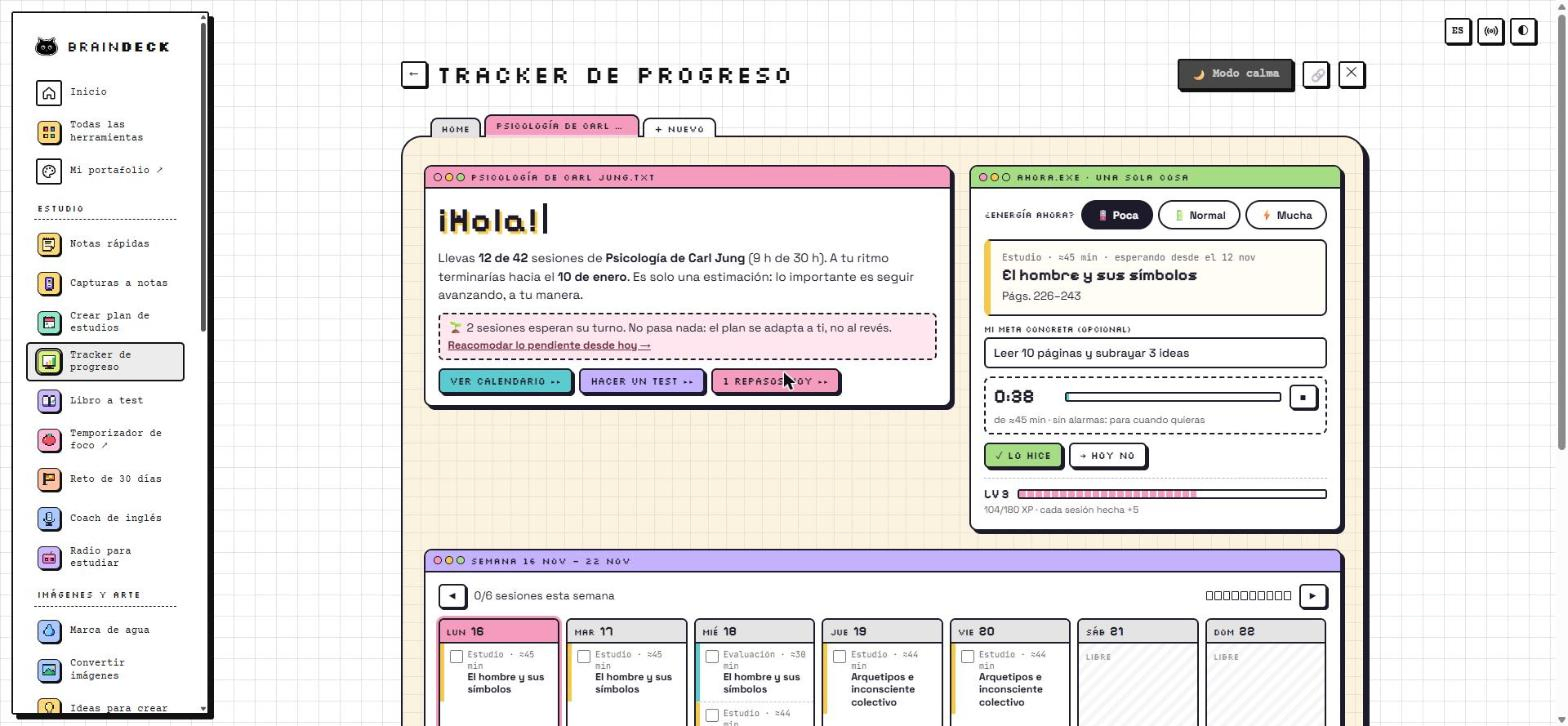 BRAINDECK
Inicio
Todas las
herramientas
Mi portafolio ↗
ESTUDIO
Notas rápidas
Capturas a notas
Crear plan de
estudios
Tracker de
progreso
Libro a test
Temporizador de
foco ↗
Reto de 30 días
Coach de inglés
Radio para
estudiar
IMÁGENES Y ARTE
Marca de agua
Convertir
imágenes
Ideas para crear
ES
← TRACKER DE PROGRESO
Modo calma
HOME
PSICOLOGÍA DE CARL …
+ NUEVO
PSICOLOGÍA DE CARL JUNG.TXT
¡Hola!
Llevas 12 de 42 sesiones de Psicología de Carl Jung (9 h de 30 h). A tu ritmo
terminarías hacia el 10 de enero. Es solo una estimación: lo importante es seguir
avanzando, a tu manera.
2 sesiones esperan su turno. No pasa nada: el plan se adapta a ti, no al revés.
Reacomodar lo pendiente desde hoy →
VER CALENDARIO ▸▸
HACER UN TEST ▸▸
1 REPASOS HOY ▸▸
AHORA.EXE · UNA SOLA COSA
¿ENERGÍA AHORA?
Poca
Normal
Mucha
Estudio · ≈45 min · esperando desde el 12 nov
El hombre y sus símbolos
Págs. 226–243
MI META CONCRETA (OPCIONAL)
Leer 10 páginas y subrayar 3 ideas
0:38
de ≈45 min · sin alarmas: para cuando quieras
✓ LO HICE
→ HOY NO
LV 3
104/180 XP · cada sesión hecha +5
SEMANA 16 NOV – 22 NOV
◄ 0/6 sesiones esta semana ►
LUN 16
Estudio · ≈45
min
El hombre y sus
símbolos
MAR 17
Estudio · ≈45
min
El hombre y sus
símbolos
MIÉ 18
Evaluación · ≈30
min
El hombre y sus
símbolos
Estudio · ≈44
min
JUE 19
Estudio · ≈44
min
Arquetipos e
inconsciente
colectivo
VIE 20
Estudio · ≈44
min
Arquetipos e
inconsciente
colectivo
SÁB 21
LIBRE
DOM 22
LIBRE